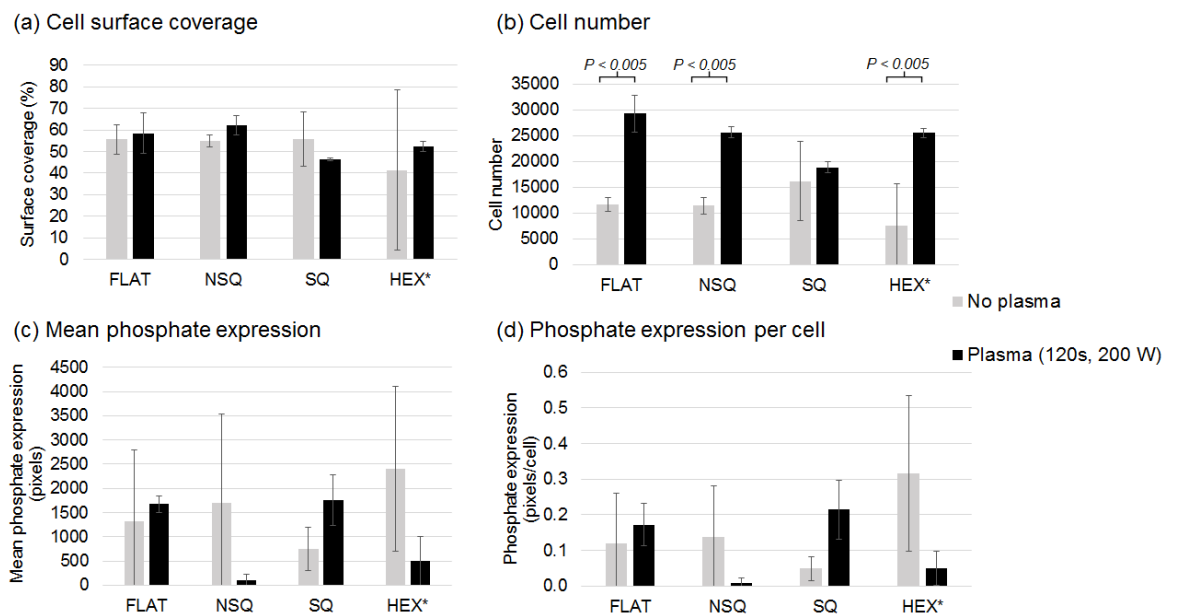 (a) Cell surface coverage
Surface coverage (%)
90
80
70
60
50
40
30
20
10
0
FLAT NSQ SQ HEX*
(b) Cell number
P < 0.005 P < 0.005 P < 0.005
Cell number
35000
30000
25000
20000
15000
10000
5000
0
FLAT NSQ SQ HEX*
No plasma
Plasma (120s, 200 W)
(c) Mean phosphate expression
Mean phosphate expression
(pixels)
4500
4000
3500
3000
2500
2000
1500
1000
500
0
FLAT NSQ SQ HEX*
(d) Phosphate expression per cell
Phosphate expression
(pixels/cell)
0.6
0.5
0.4
0.3
0.2
0.1
0.0
FLAT NSQ SQ HEX*